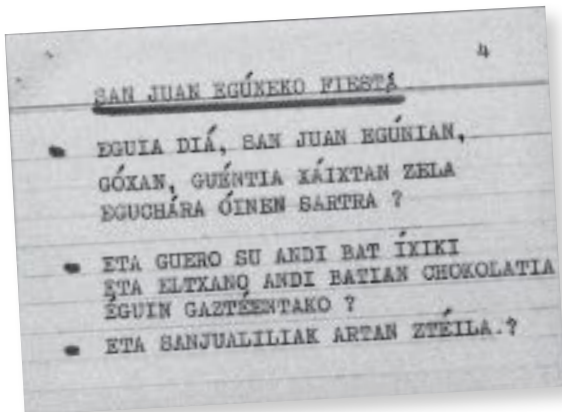 4
SAN JUAN EGÚNEKO FIESTÁ
EGUIA DIÁ, SAN JUAN EGÚNIAN,
GÓXAN, GUÉNTIA XÁIXTAN ZELA
EGUCHÁRA ÓINEN SARTRA ?
ETA GUERO SU ANDI BAT ÍXIKI
ETA ELTXANO ANDI BATIAN CHOKOLATIA
ÉGUIN GAZTÉENTAKO ?
ETA SANJUALILIAK ARTAN ZTÉILA.?